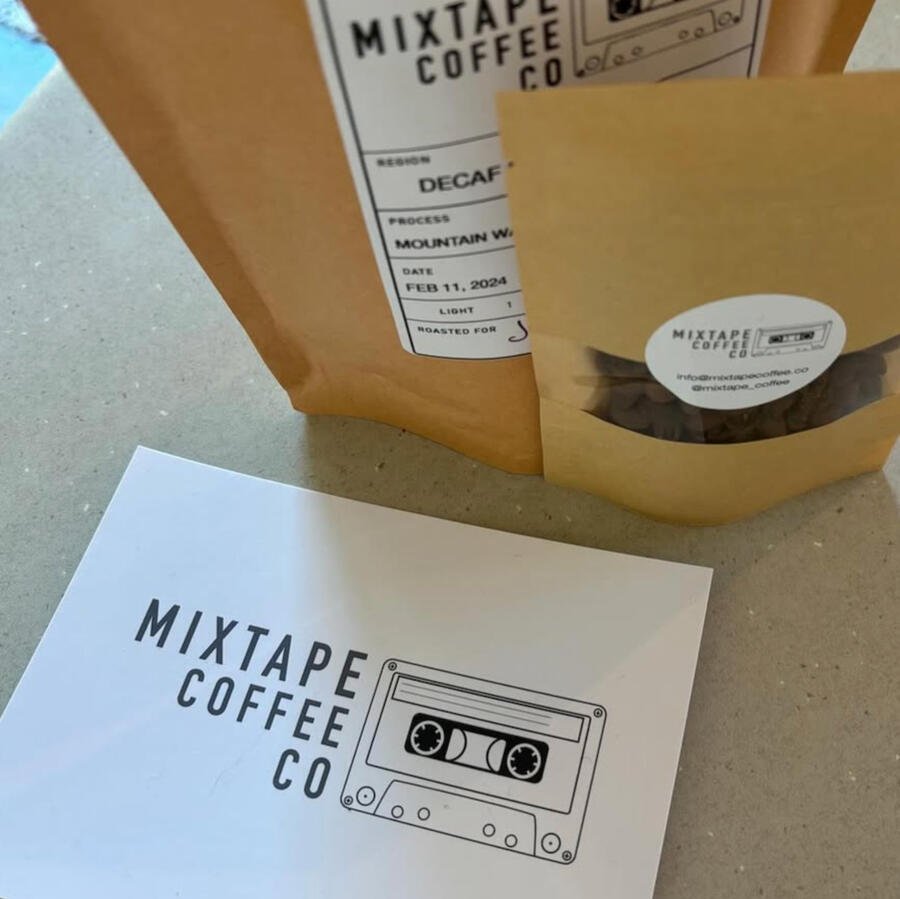 MIXTAPE
COFFEE
CO
REGION
DECAF
PROCESS
MOUNTAIN
DATE
FEB 11, 2024
LIGHT
ROASTED FOR
MIXTAPE
COFFEE
CO
info@mixtapecoffee.co
@mixtape_coffee
MIXTAPE
COFFEE
CO